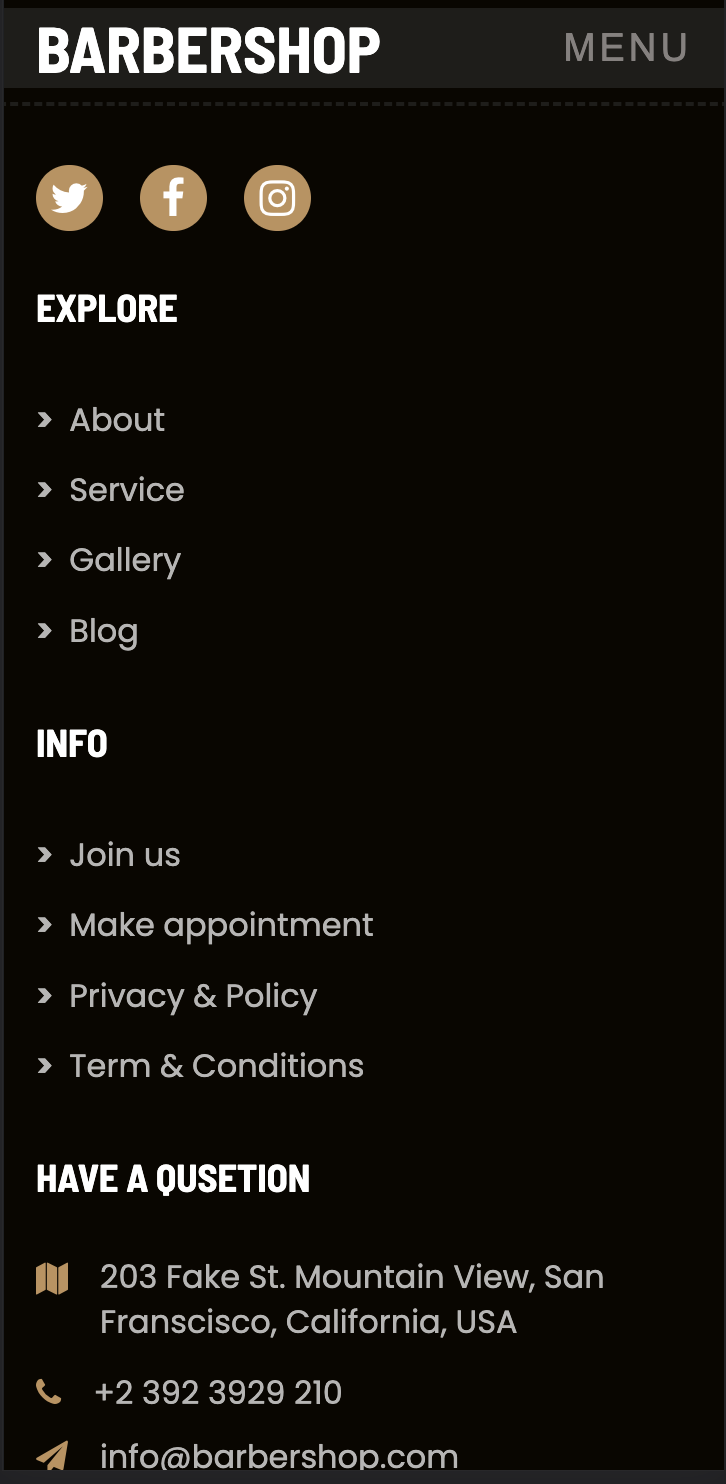 BARBERSHOP
MENU
EXPLORE
About
Service
Gallery
Blog
INFO
Join us
Make appointment
Privacy & Policy
Term & Conditions
HAVE A QUSETION
203 Fake St. Mountain View, San
Franscisco, California, USA
+2 392 3929 210
info@barbershop.com